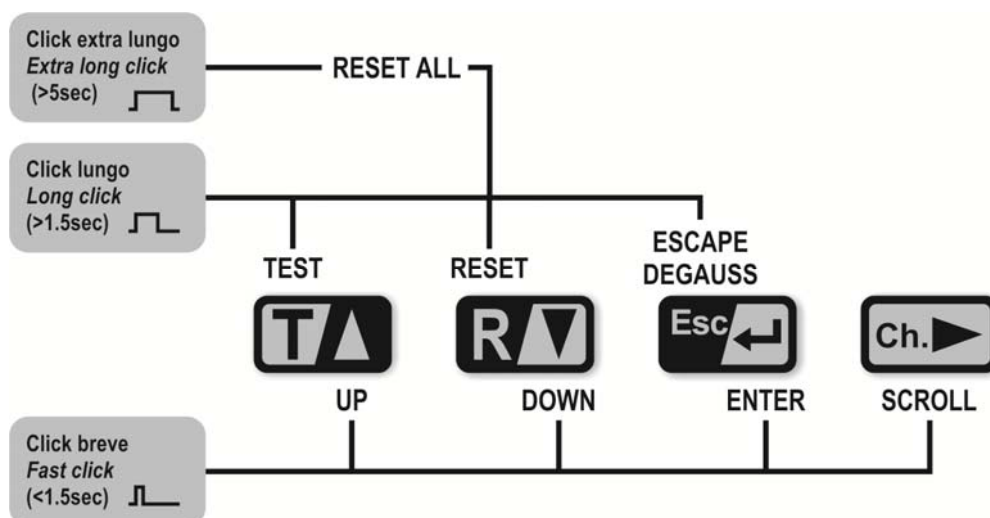 Click extra lungo
Extra long click
(>5sec)
RESET ALL
Click lungo
Long click
(>1.5sec)
TEST
RESET
ESCAPE
DEGAUSS
T
R
Esc
Ch.
UP
DOWN
ENTER
SCROLL
Click breve
Fast click
(<1.5sec)